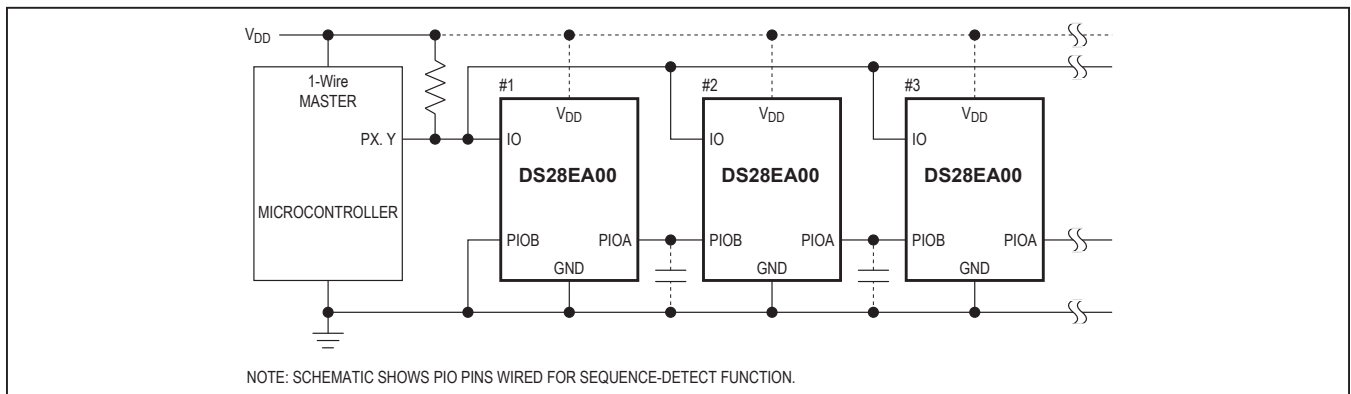 VDD
1-Wire
MASTER
PX. Y
MICROCONTROLLER
#1
VDD
IO
DS28EA00
PIOB PIOA
GND
#2
VDD
IO
DS28EA00
PIOB PIOA
GND
#3
VDD
IO
DS28EA00
PIOB PIOA
GND
NOTE: SCHEMATIC SHOWS PIO PINS WIRED FOR SEQUENCE-DETECT FUNCTION.